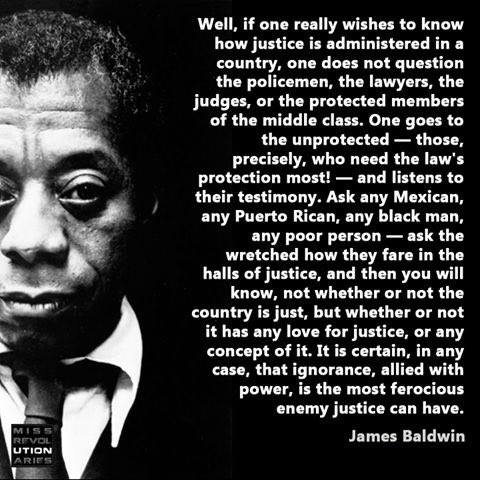 Well, if one really wishes to know
how justice is administered in a
country, one does not question
the policemen, the lawyers, the
judges, or the protected members
of the middle class. One goes to
the unprotected — those,
precisely, who need the law's
protection most! — and listens to
their testimony. Ask any Mexican,
any Puerto Rican, any black man,
any poor person — ask the
wretched how they fare in the
halls of justice, and then you will
know, not whether or not the
country is just, but whether or not
it has any love for justice, or any
concept of it. It is certain, in any
case, that ignorance, allied with
power, is the most ferocious
enemy justice can have.
James Baldwin
MISS
REVOL
UTION
ARIES